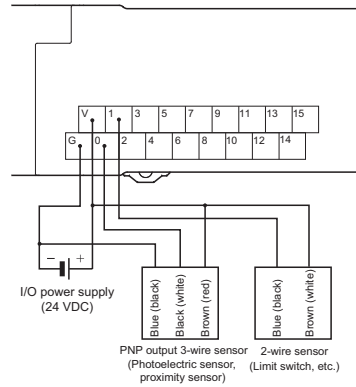 V 1 3 5 7 9 11 13 15
G 0 2 4 6 8 10 12 14
− +
I/O power supply
(24 VDC)
Blue (black)
Black (white)
Brown (red)
PNP output 3-wire sensor
(Photoelectric sensor,
proximity sensor)
Blue (black)
Brown (white)
2-wire sensor
(Limit switch, etc.)